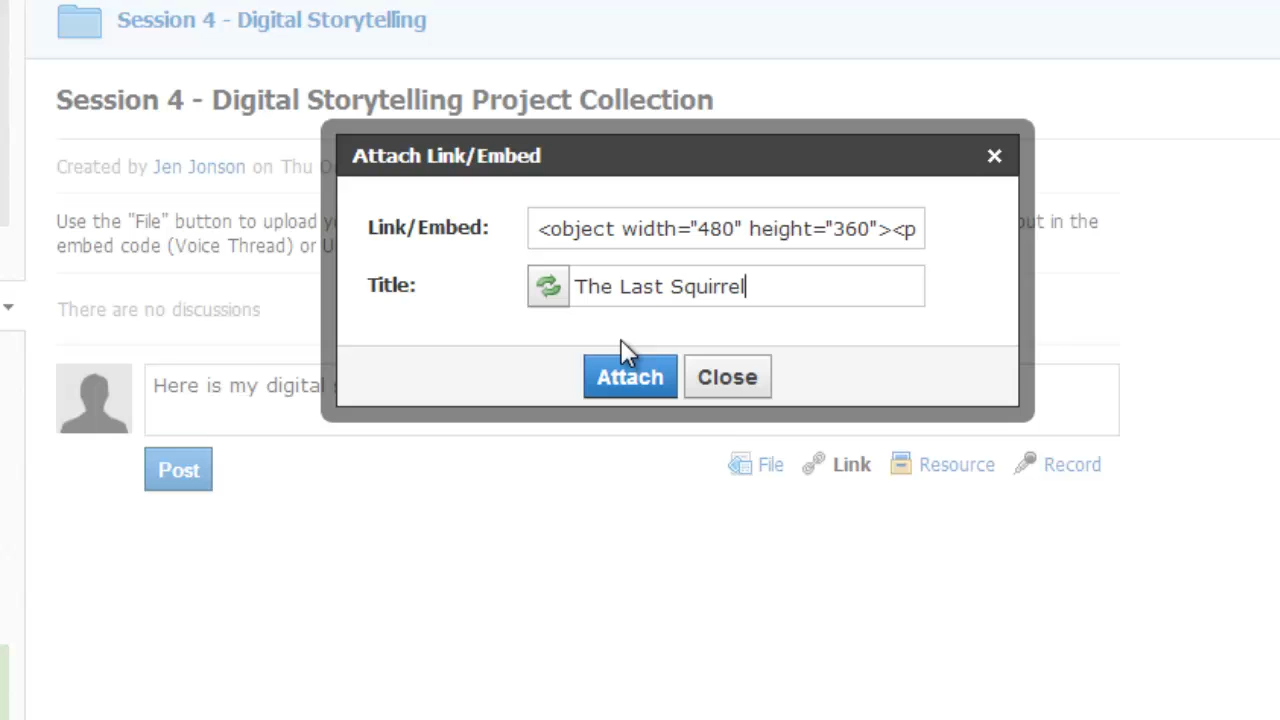 Session 4 - Digital Storytelling
Session 4 - Digital Storytelling Project Collection
Created by Jen Jonson on Thu
Use the "File" button to upload
out in the
embed code (Voice Thread) or
There are no discussions
Here is my digital
Post
File
Link
Resource
Record
Attach Link/Embed
Link/Embed:
<object width="480" height="360"><p
Title:
The Last Squirrel
Attach
Close